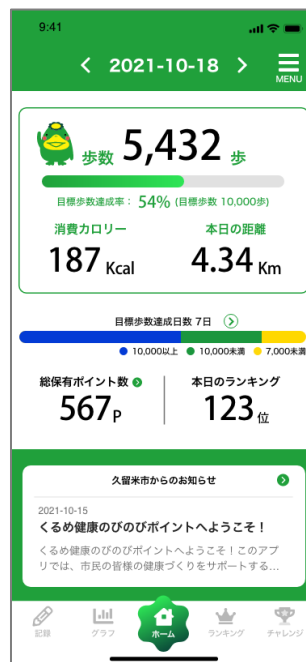 9:41
2021-10-18
MENU
歩数 5,432 歩
目標歩数達成率： 54% (目標歩数 10,000歩)
消費カロリー 本日の距離
187 Kcal 4.34 Km
目標歩数達成日数 7日
10,000以上 10,000未満 7,000未満
総保有ポイント数 本日のランキング
567 P 123 位
久留米市からのお知らせ
2021-10-15
くるめ健康のびのびポイントへようこそ！
くるめ健康のびのびポイントへようこそ！このアプ
リでは、市民の皆様の健康づくりをサポートする...
記録 グラフ ホーム ランキング チャレンジ